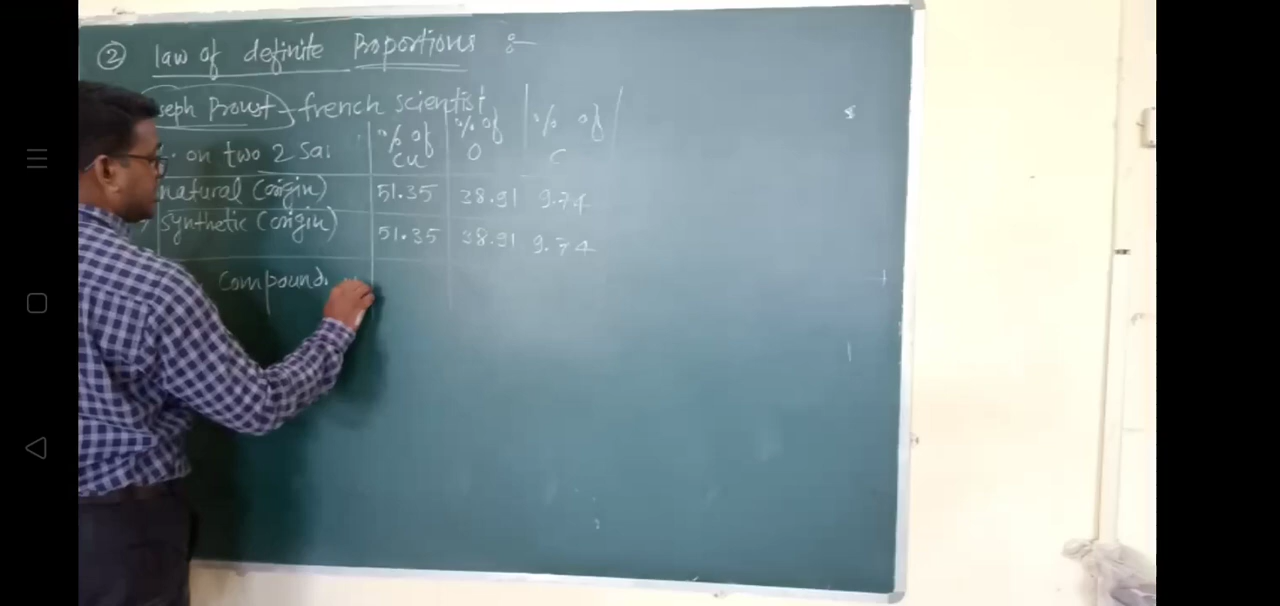 ② law of definite Proportions :-
seph Proust - french scientist
on two 2 sai % of Cu % of O % of C
natural (origin) 51.35 38.91 9.74
Synthetic (origin) 51.35 38.91 9.74
Compound.